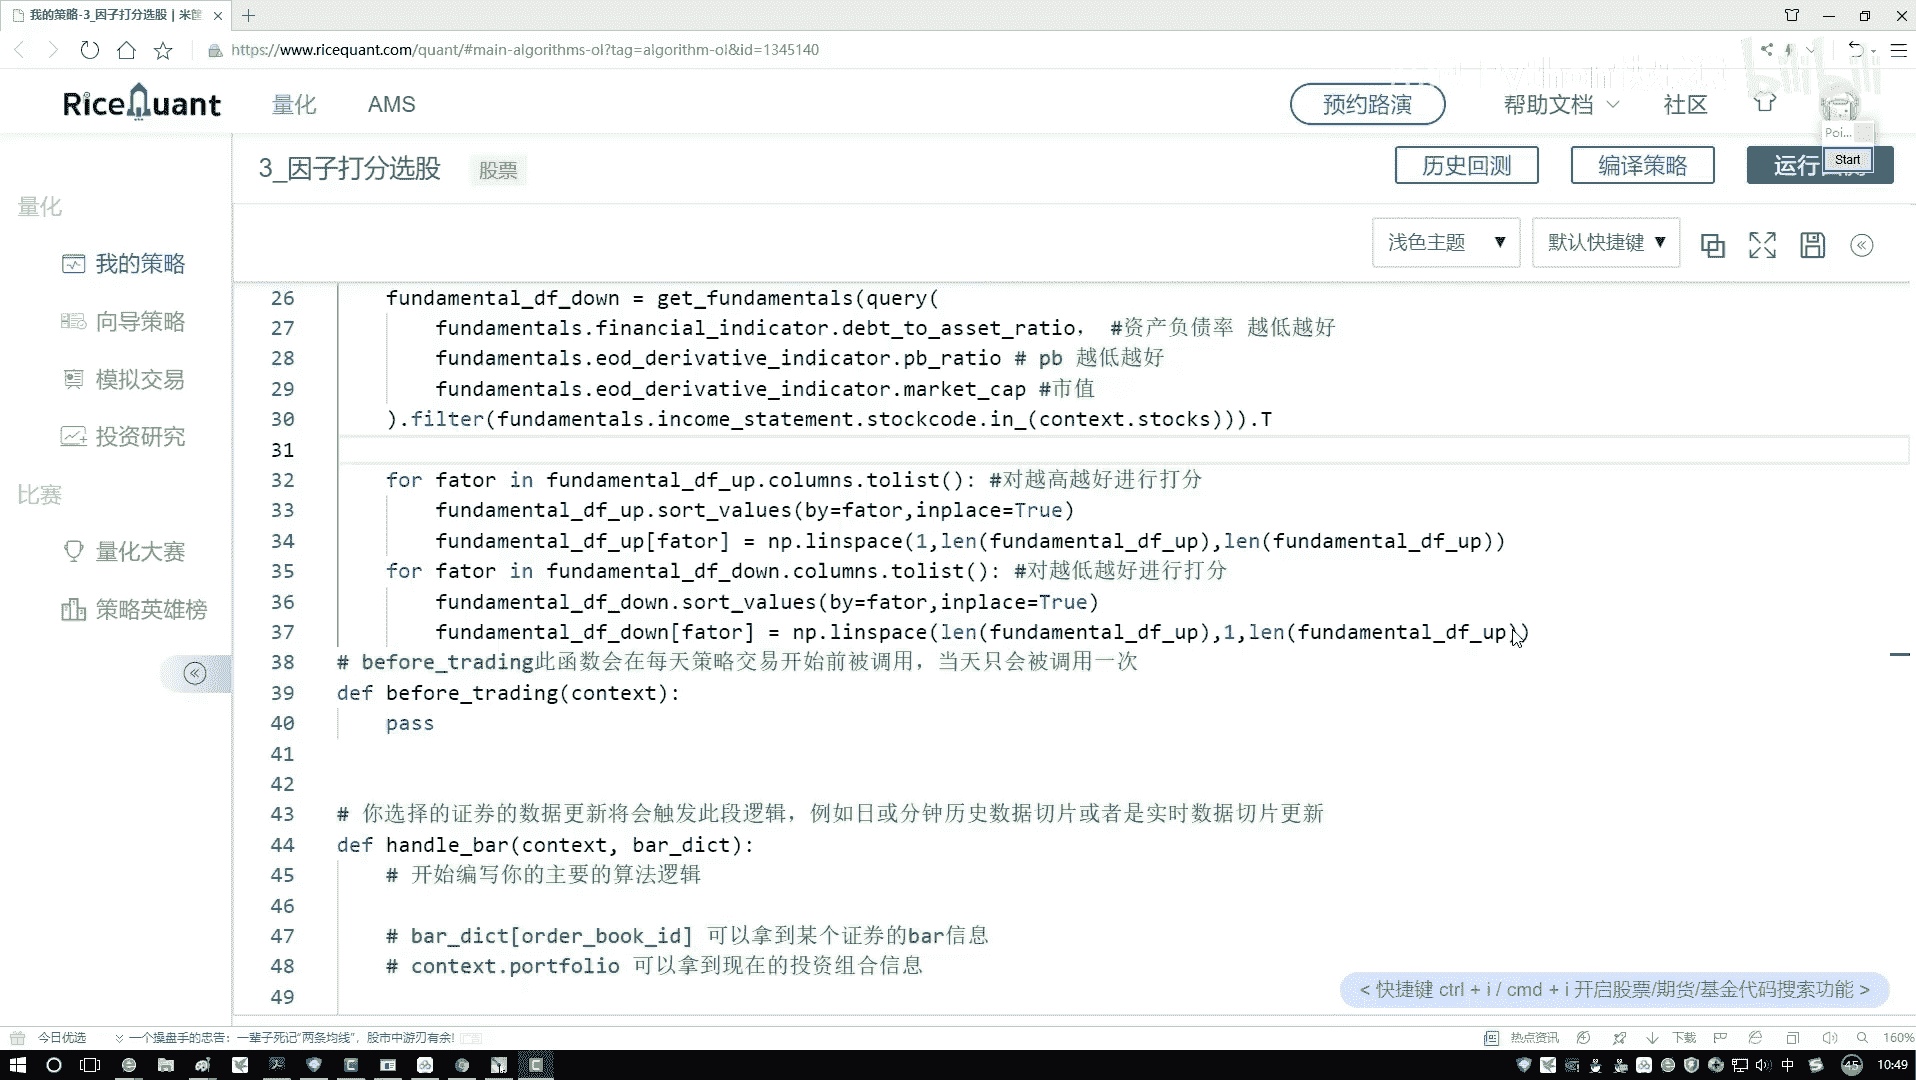 我的策略-3_因子打分选股 | 米筐
https://www.ricequant.com/quant/#main-algorithms-ol?tag=algorithm-ol&id=1345140
RiceQuant
量化
AMS
预约路演
帮助文档
社区
bilibili
Poi...
Start
3_因子打分选股
股票
历史回测
编译策略
运行
量化
我的策略
向导策略
模拟交易
投资研究
比赛
量化大赛
策略英雄榜
浅色主题 ▼
默认快捷键 ▼
26 fundamental_df_down = get_fundamentals(query(
27 fundamentals.financial_indicator.debt_to_asset_ratio， #资产负债率 越低越好
28 fundamentals.eod_derivative_indicator.pb_ratio # pb 越低越好
29 fundamentals.eod_derivative_indicator.market_cap #市值
30 ).filter(fundamentals.income_statement.stockcode.in_(context.stocks))).T
31
32 for fator in fundamental_df_up.columns.tolist(): #对越高越好进行打分
33 fundamental_df_up.sort_values(by=fator,inplace=True)
34 fundamental_df_up[fator] = np.linspace(1,len(fundamental_df_up),len(fundamental_df_up))
35 for fator in fundamental_df_down.columns.tolist(): #对越低越好进行打分
36 fundamental_df_down.sort_values(by=fator,inplace=True)
37 fundamental_df_down[fator] = np.linspace(len(fundamental_df_up),1,len(fundamental_df_up))
38 # before_trading此函数会在每天策略交易开始前被调用，当天只会被调用一次
39 def before_trading(context):
40 pass
41
42
43 # 你选择的证券的数据更新将会触发此段逻辑，例如日或分钟历史数据切片或者是实时数据切片更新
44 def handle_bar(context, bar_dict):
45 # 开始编写你的主要的算法逻辑
46
47 # bar_dict[order_book_id] 可以拿到某个证券的bar信息
48 # context.portfolio 可以拿到现在的投资组合信息
49
< 快捷键 ctrl + i / cmd + i 开启股票/期货/基金代码搜索功能 >
今日优选
一个操盘手的忠告：一辈子死记“两条均线”，股市中游刃有余!
热点资讯
下载
160%
中
45
10:49